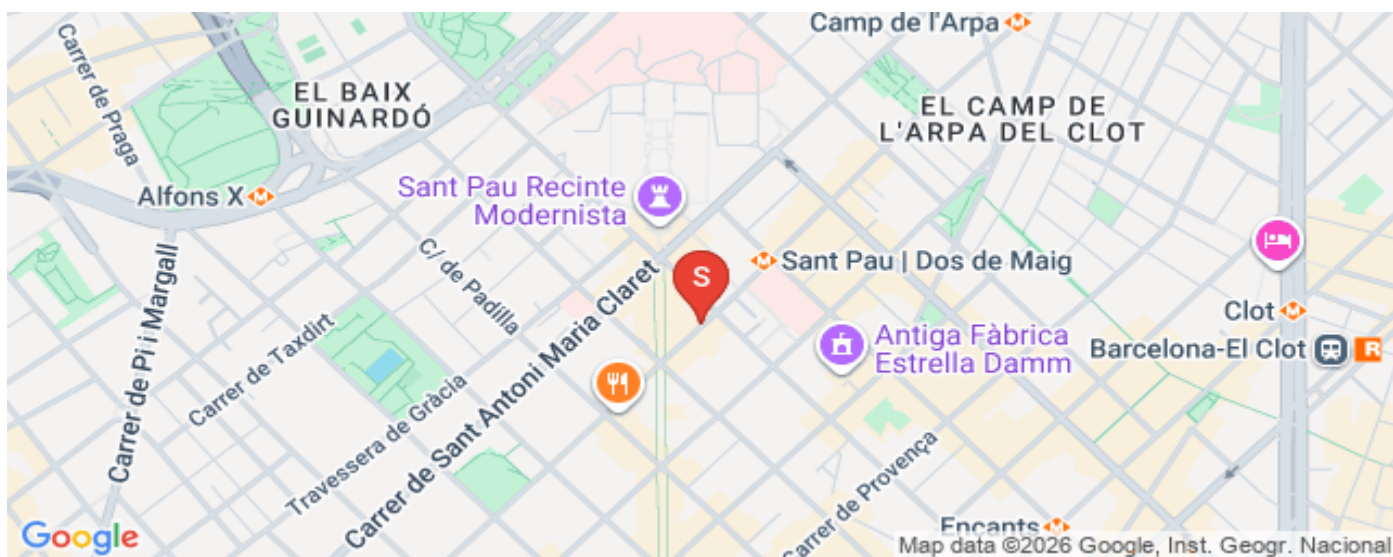 Camp de l'Arpa
Carrer de Praga
EL BAIX
GUINARDÓ
EL CAMP DE
L'ARPA DEL CLOT
Alfons X
Sant Pau Recinte
Modernista
C/ de Padilla
S
Sant Pau | Dos de Maig
Carrer de Pi i Margall
Carrer de Taxdirt
Travessera de Gràcia
Carrer de Sant Antoni Maria Claret
Antiga Fàbrica
Estrella Damm
Clot
Barcelona-El Clot
R
Carrer de Provença
Encants
Google
Map data ©2026 Google, Inst. Geogr. Nacional